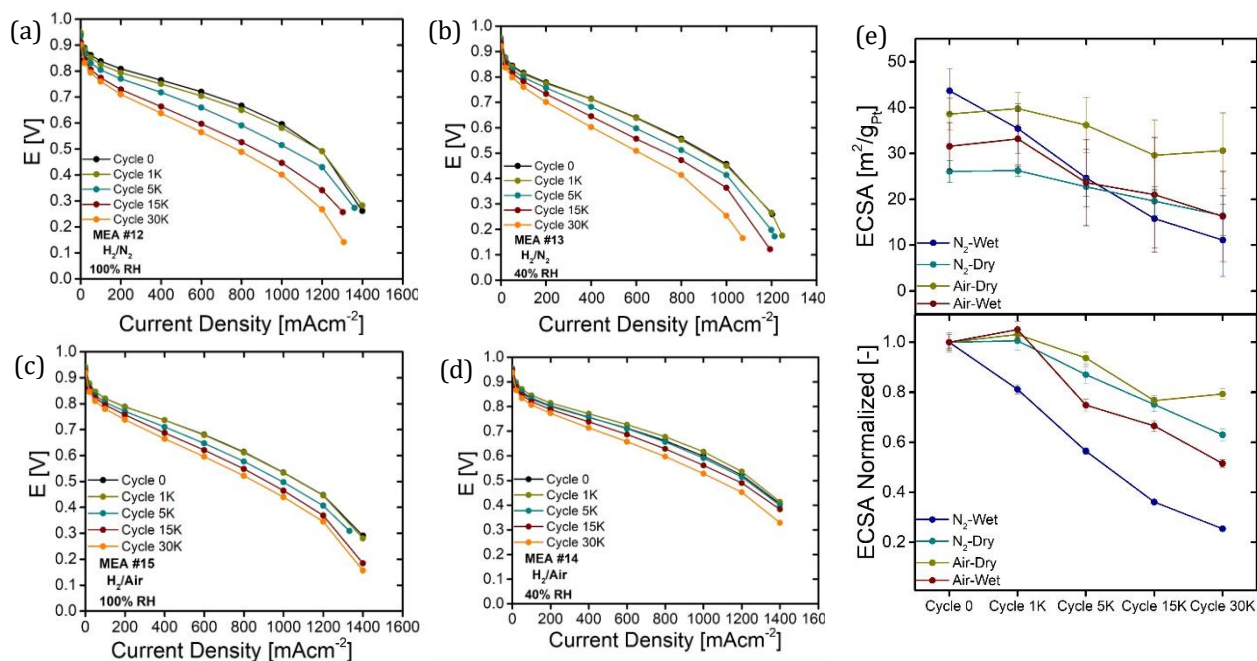 (a)
1.0
0.9
0.8
0.7
0.6
0.5
0.4
0.3
0.2
0.1
0.0
E [V]
Cycle 0
Cycle 1K
Cycle 5K
Cycle 15K
Cycle 30K
MEA #12
H₂/N₂
100% RH
0 200 400 600 800 1000 1200 1400 1600
Current Density [mAcm⁻²]
(b)
1.0
0.9
0.8
0.7
0.6
0.5
0.4
0.3
0.2
0.1
0.0
E [V]
Cycle 0
Cycle 1K
Cycle 5K
Cycle 15K
Cycle 30K
MEA #13
H₂/N₂
40% RH
0 200 400 600 800 1000 1200 140
Current Density [mAcm⁻²]
(c)
1.0
0.9
0.8
0.7
0.6
0.5
0.4
0.3
0.2
0.1
0.0
E [V]
Cycle 0
Cycle 1K
Cycle 5K
Cycle 15K
Cycle 30K
MEA #15
H₂/Air
100% RH
0 200 400 600 800 1000 1200 1400 1600
Current Density [mAcm⁻²]
(d)
1.0
0.9
0.8
0.7
0.6
0.5
0.4
0.3
0.2
0.1
0.0
E [V]
Cycle 0
Cycle 1K
Cycle 5K
Cycle 15K
Cycle 30K
MEA #14
H₂/Air
40% RH
0 200 400 600 800 1000 1200 1400 1600
Current Density [mAcm⁻²]
(e)
50
40
30
20
10
0
ECSA [m²/gPt]
N₂-Wet
N₂-Dry
Air-Dry
Air-Wet
1.0
0.8
0.6
0.4
0.2
ECSA Normalized [-]
N₂-Wet
N₂-Dry
Air-Dry
Air-Wet
Cycle 0 Cycle 1K Cycle 5K Cycle 15K Cycle 30K